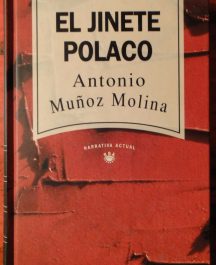 EL JINETE
POLACO
Antonio
Muñoz Molina
NARRATIVA ACTUAL